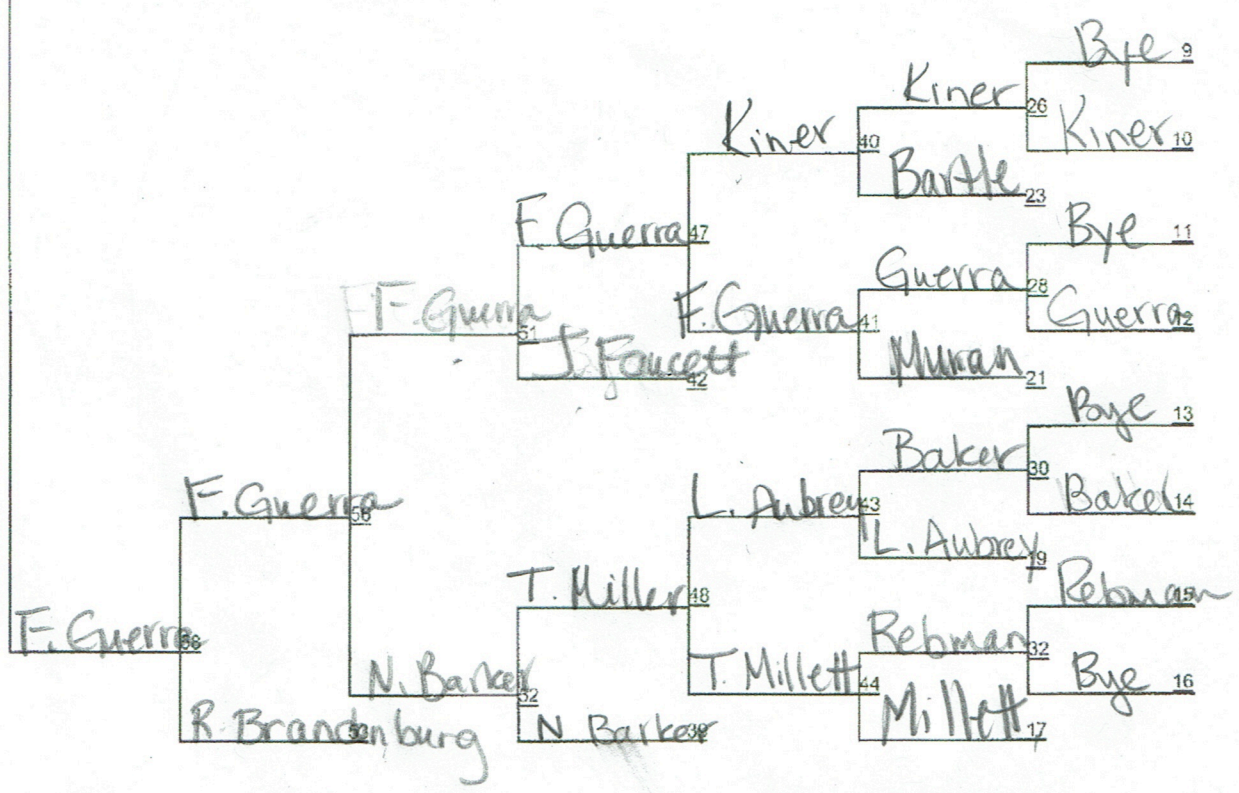 Bye 9
Kiner 26
Kiner 10
Kiner 40
Bartle 23
F. Guerra 47
Bye 11
Guerra 28
Guerra 12
F. Guerra 51
F. Guerra 41
J. Faucett 42
Muran 21
Bye 13
Baker 30
Baker 14
F. Guerra 56
L. Aubrey 43
L. Aubrey 19
T. Miller 48
Rebman 15
F. Guerra
Rebman 32
N. Barker 52
T. Millett 44
Bye 16
R. Brandenburg
N Barker 39
Millett 17